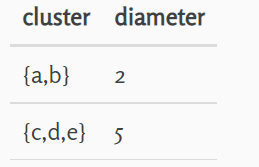 cluster diameter
{a,b} 2
{c,d,e} 5